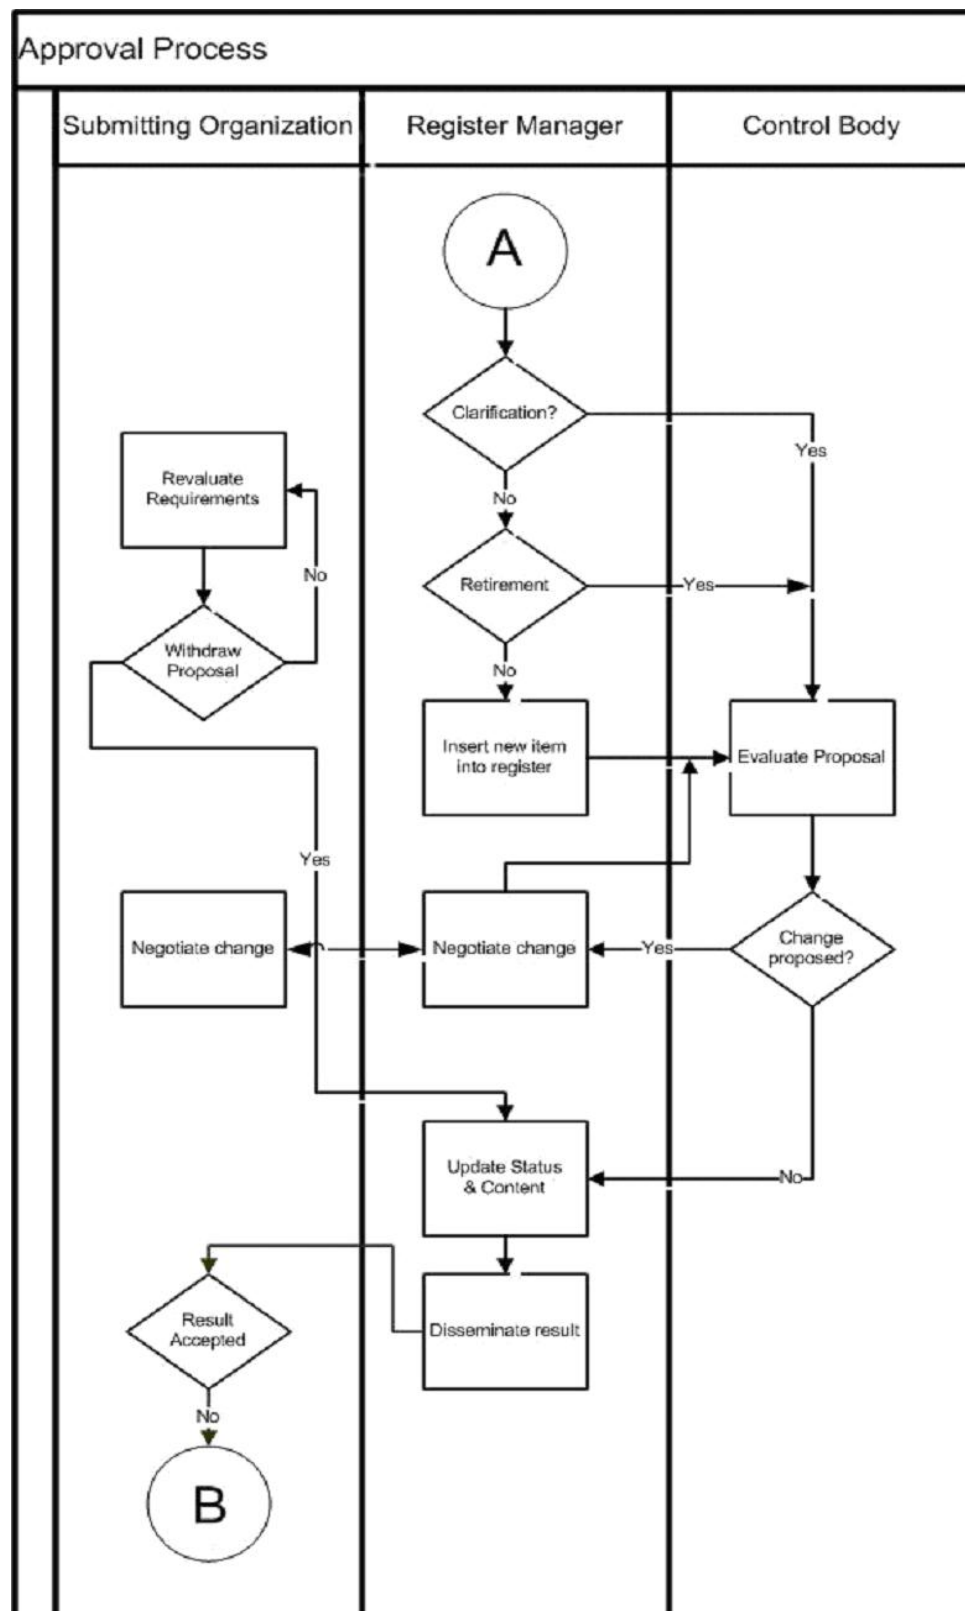 Approval Process
Submitting Organization
Register Manager
Control Body
A
Clarification?
Yes
Revaluate
Requirements
No
No
Retirement
Yes
Withdraw
Proposal
No
Insert new item
into register
Evaluate Proposal
Yes
Negotiate change
Negotiate change
Yes
Change
proposed?
Update Status
& Content
No
Result
Accepted
Disseminate result
No
B